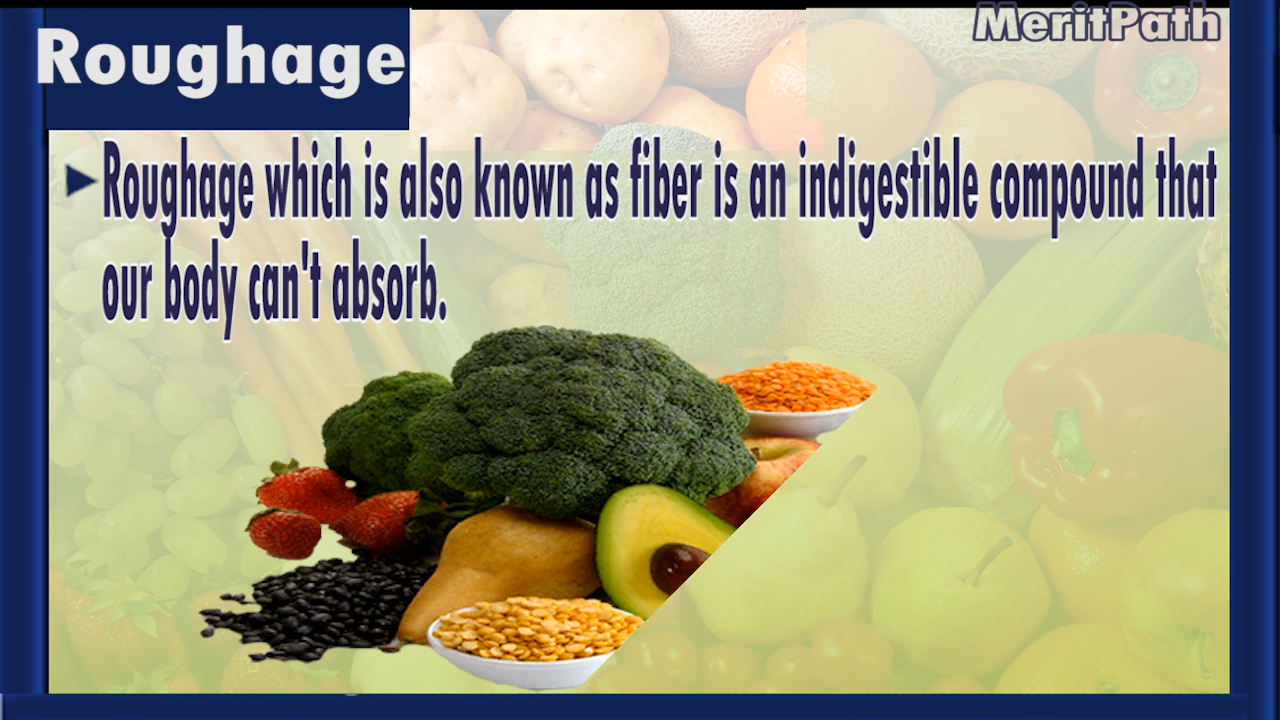 MeritPath
Roughage
Roughage which is also known as fiber is an indigestible compound that
our body can't absorb.